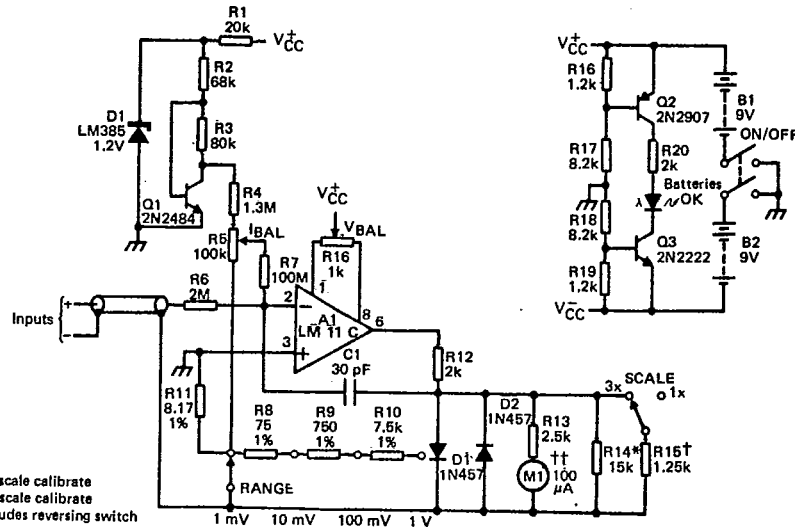 R1
20k
V+CC
R2
68k
D1
LM385
1.2V
R3
80k
Q1
2N2484
R4
1.3M
R5
100k
IBAL
V+CC
VBAL
R16
1k
R7
100M
R6
2M
Inputs
+
−
2
−
1
8
6
3
+
A1
LM 11 C
C1
30 pF
R12
2k
R11
8.17
1%
R8
75
1%
R9
750
1%
R10
7.5k
1%
D1
1N457
D2
1N457
R13
2.5k
M1
††
100
µA
3x
SCALE
1x
R14*
15k
R15†
1.25k
RANGE
1 mV
10 mV
100 mV
1 V
scale calibrate
scale calibrate
udes reversing switch
V+CC
R16
1.2k
Q2
2N2907
B1
9V
ON/OFF
R17
8.2k
R20
2k
Batteries
OK
R18
8.2k
Q3
2N2222
B2
9V
R19
1.2k
V−CC